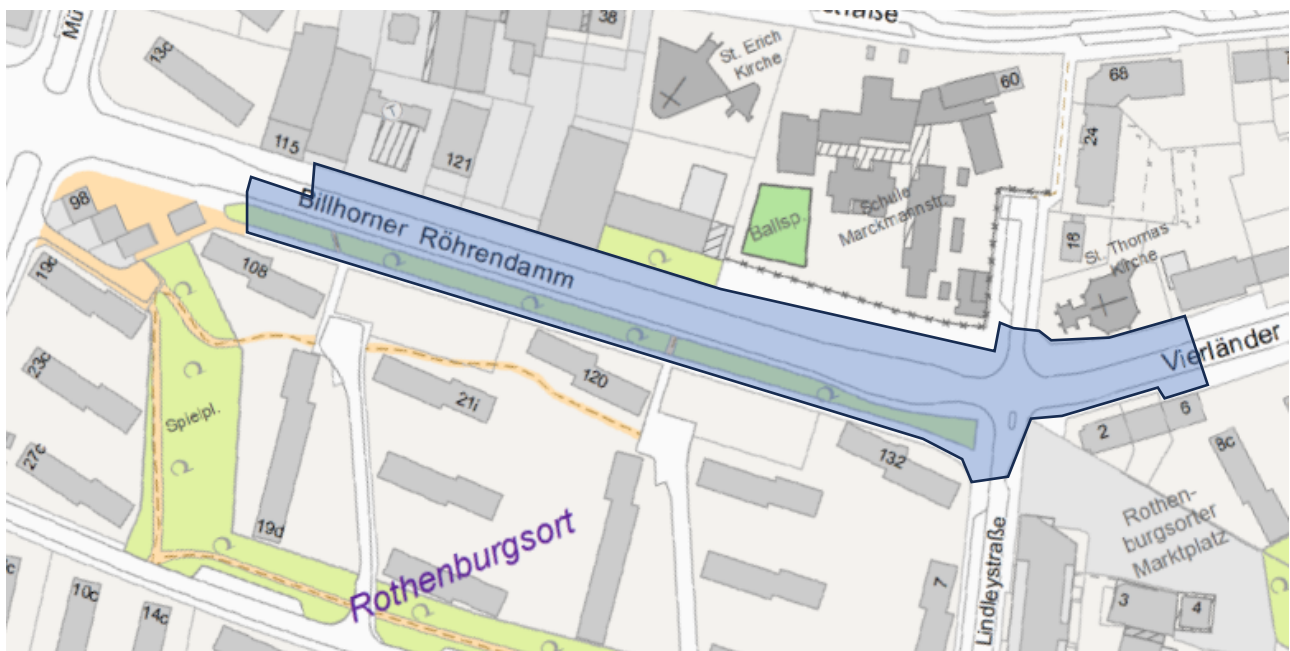 38
St. Erich
Kirche
60
68
13c
24
115
121
Schule
Marckmannstr.
Ballsp.
98
Billhorner Röhrendamm
18
St. Thomas
Kirche
108
Vierländer
23c
120
21i
Spielpl.
2
6
8c
27c
132
Rothen-
burgsorter
Marktplatz
19d
Rothenburgsort
Lindleystraße
7
10c
14c
3
4